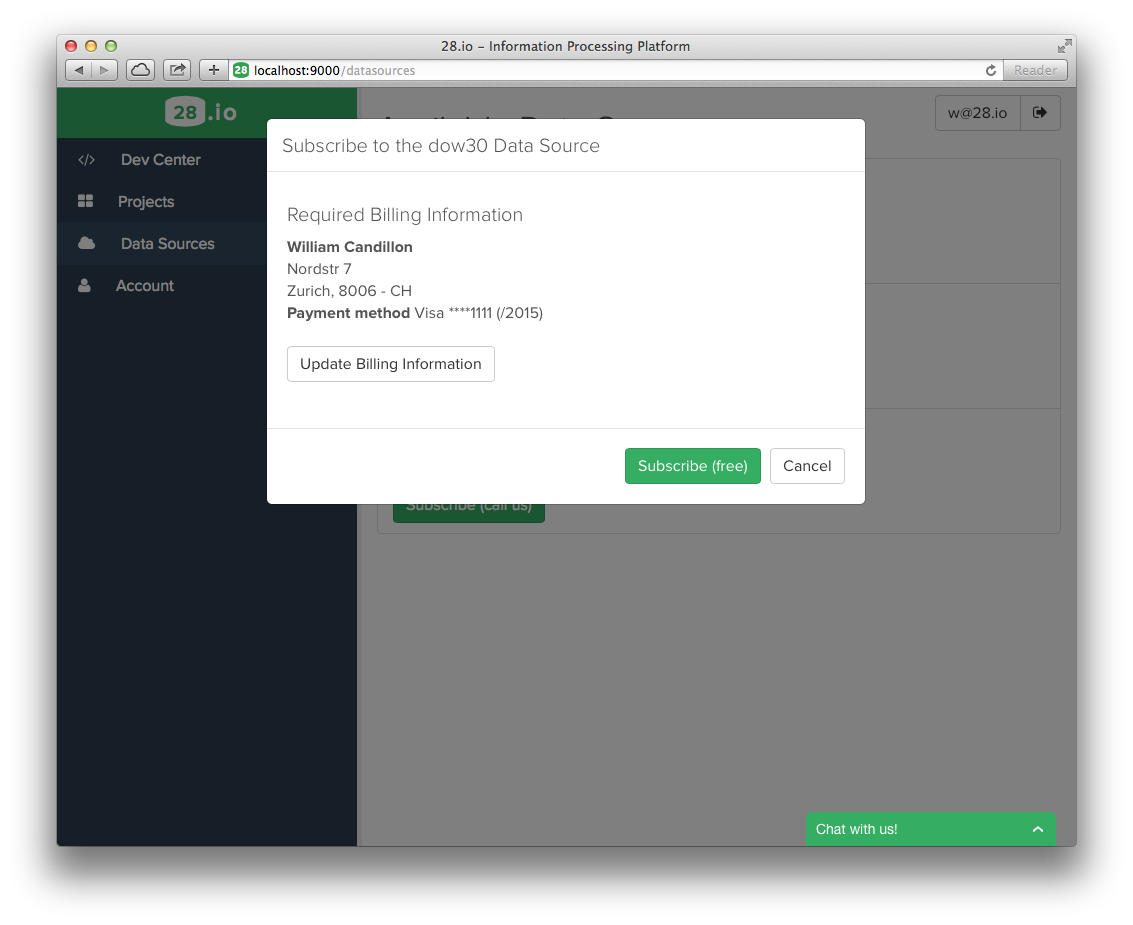 28.io – Information Processing Platform
28 localhost:9000/datasources
Reader
28.io
w@28.io
Dev Center
Projects
Data Sources
Account
Subscribe to the dow30 Data Source
Required Billing Information
William Candillon
Nordstr 7
Zurich, 8006 - CH
Payment method Visa ****1111 (/2015)
Update Billing Information
Subscribe (free)
Cancel
Subscribe (call us)
Chat with us!